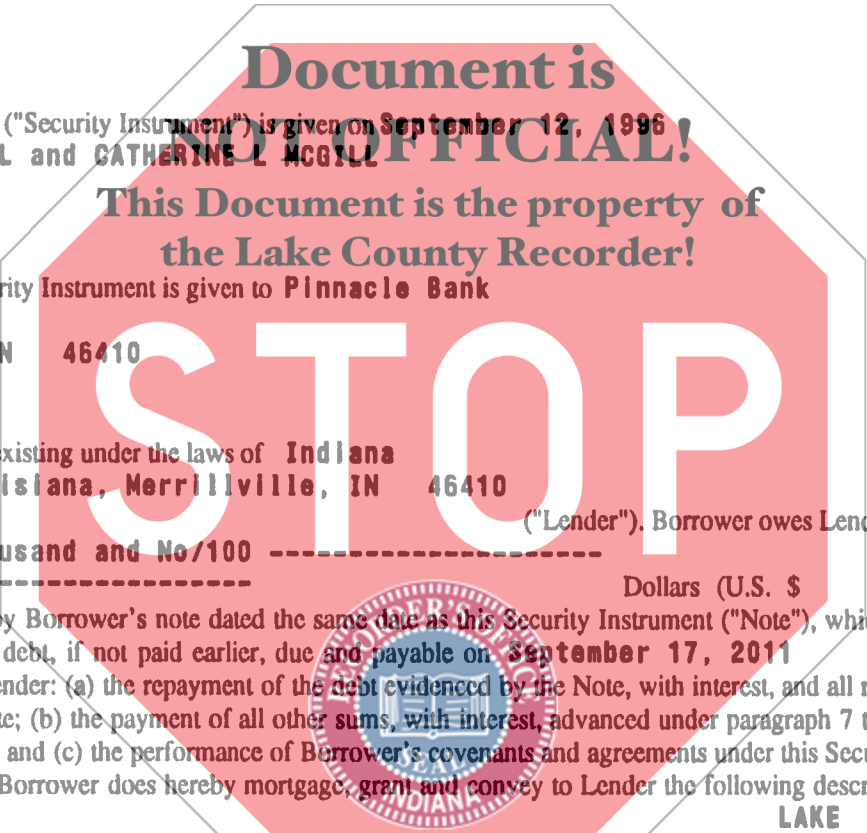 Document is
("Security Instrument") is given on September 12, 1996
NOT OFFICIAL!
L and CATHERINE L MCGILL
This Document is the property of
the Lake County Recorder!
rity Instrument is given to Pinnacle Bank
STOP
N 46410
existing under the laws of Indiana
isiana, Merrillville, IN 46410
("Lender"). Borrower owes Lend
usand and No/100 ----------------------
-----------------
Dollars (U.S. $
y Borrower's note dated the same date as this Security Instrument ("Note"), whic
debt, if not paid earlier, due and payable on September 17, 2011
ender: (a) the repayment of the debt evidenced by the Note, with interest, and all r
te; (b) the payment of all other sums, with interest, advanced under paragraph 7 t
and (c) the performance of Borrower's covenants and agreements under this Secu
Borrower does hereby mortgage, grant and convey to Lender the following descr
LAKE
RECORDER'S OFFICE
SEAL
INDIANA